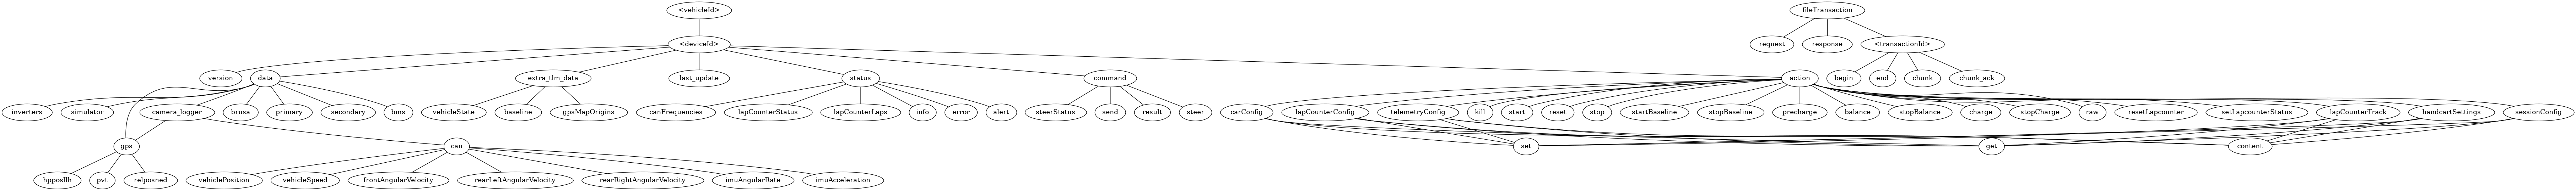 <vehicleId> fileTransaction
<deviceId> request response <transactionId>
version data extra_tlm_data last_update status command action begin end chunk chunk_ack
inverters simulator camera_logger brusa primary secondary bms vehicleState baseline gpsMapOrigins canFrequencies lapCounterStatus lapCounterLaps info error alert steerStatus send result steer carConfig lapCounterConfig telemetryConfig kill start reset stop startBaseline stopBaseline precharge balance stopBalance charge stopCharge raw resetLapcounter setLapcounterStatus lapCounterTrack handcartSettings sessionConfig
gps can set get content
hpposllh pvt relposned vehiclePosition vehicleSpeed frontAngularVelocity rearLeftAngularVelocity rearRightAngularVelocity imuAngularRate imuAcceleration